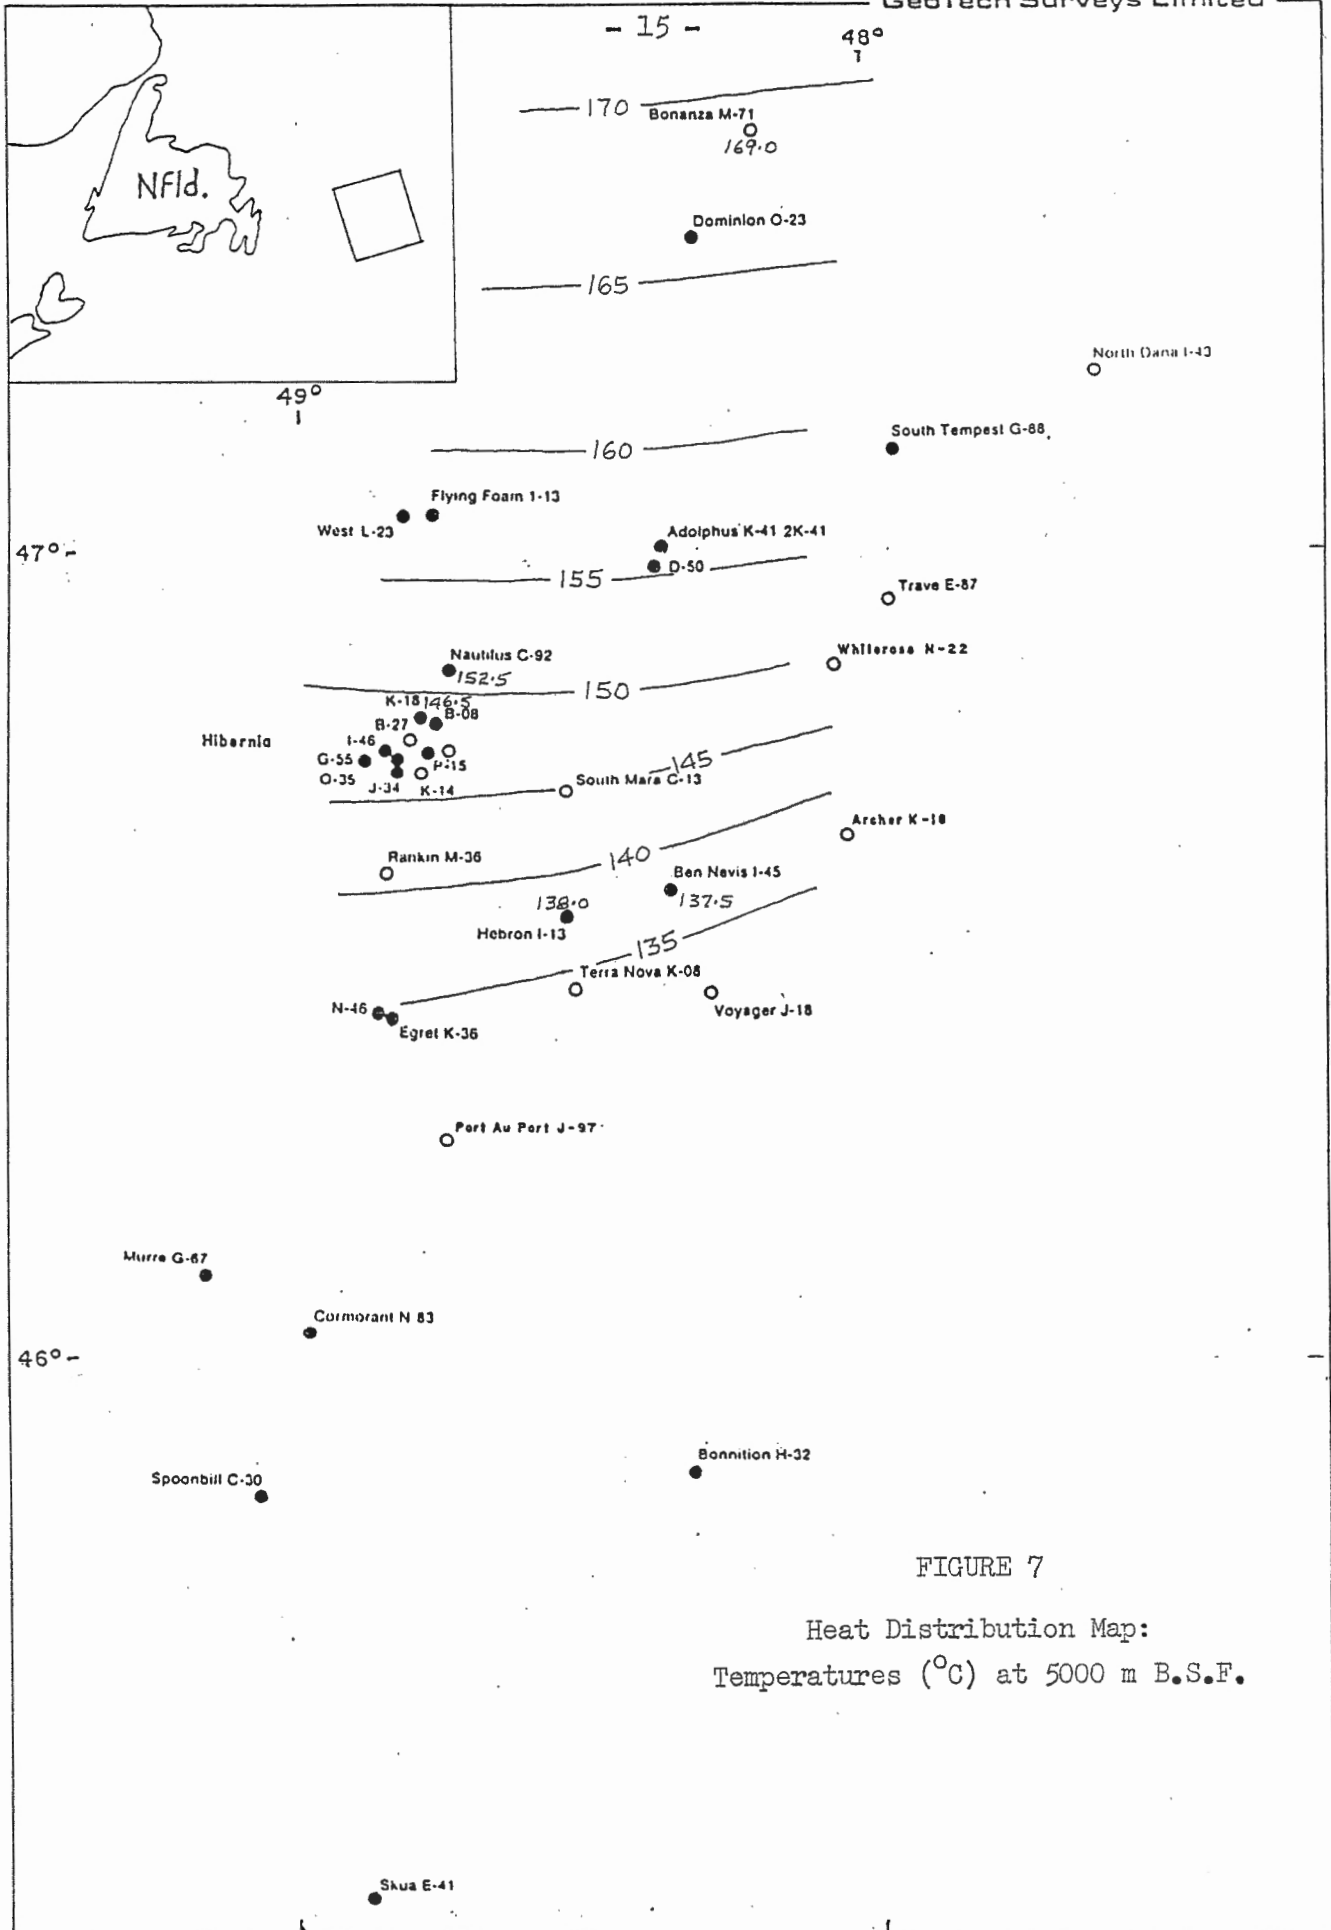 GeoTech Surveys Limited
- 15 -
48°
170
Bonanza M-71
169.0
Nfld.
Dominion O-23
165
North Dana I-43
49°
South Tempest G-88
160
Flying Foam I-13
West L-23
Adolphus K-41 2K-41
47°
D-50
155
Trave E-87
Nautilus C-92
Whiterose N-22
152.5
150
K-18
146.5
B-08
B-27
Hibernia
I-46
G-55
P-15
145
O-35
J-34
K-14
South Mara C-13
Archer K-18
Rankin M-36
140
Ben Nevis I-45
138.0
137.5
Hebron I-13
135
Terra Nova K-08
N-46
Voyager J-18
Egret K-36
Port Au Port J-97
Murre G-67
Cormorant N 83
46°
Bonnition H-32
Spoonbill C-30
FIGURE 7
Heat Distribution Map:
Temperatures (°C) at 5000 m B.S.F.
Skua E-41